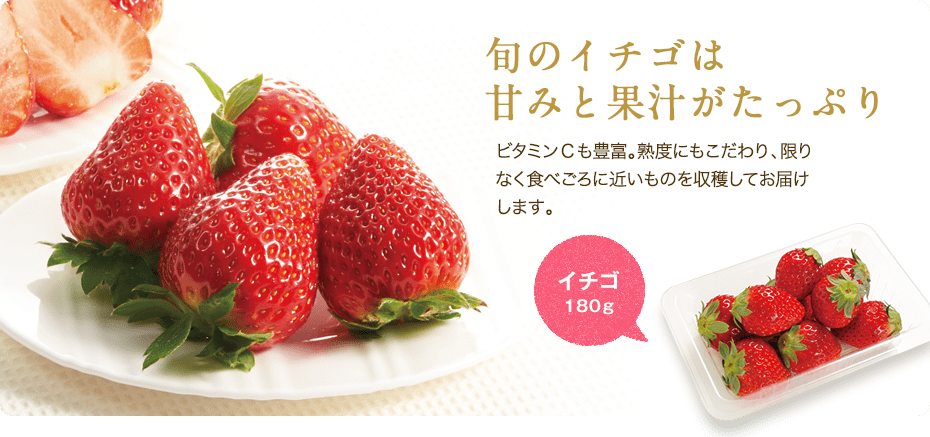 旬のイチゴは
甘みと果汁がたっぷり
ビタミンCも豊富。熟度にもこだわり、限り
なく食べごろに近いものを収穫してお届け
します。
イチゴ
180g